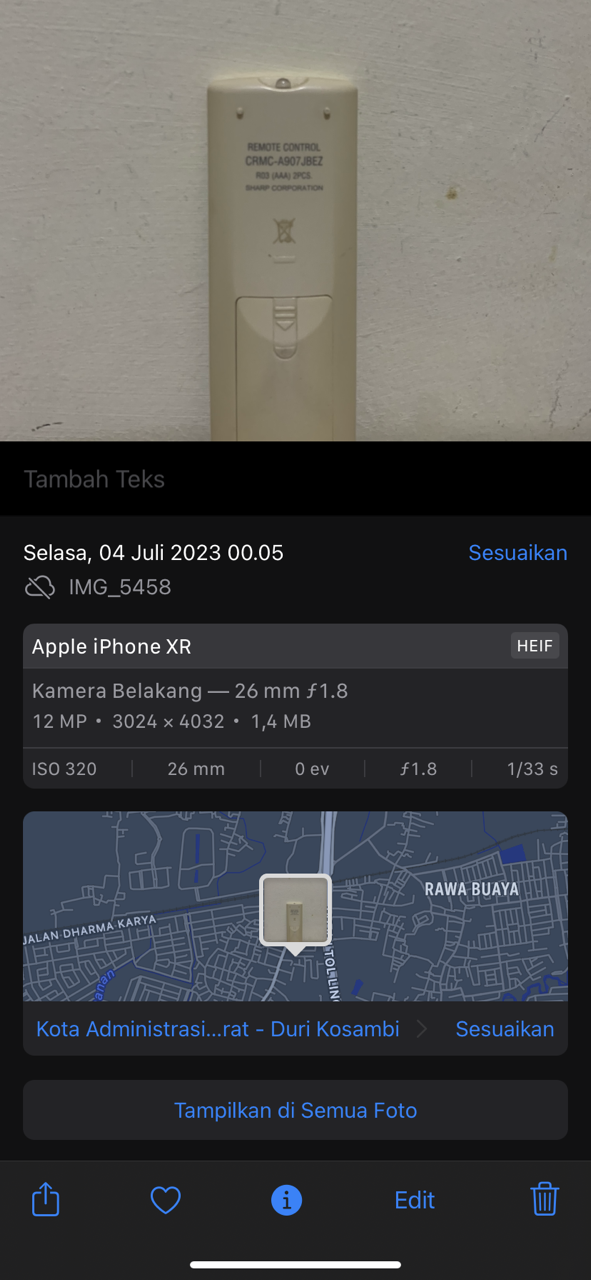 REMOTE CONTROL
CRMC-A907JBEZ
R03 (AAA) 2PCS
SHARP CORPORATION
Tambah Teks
Selasa, 04 Juli 2023 00.05
Sesuaikan
IMG_5458
Apple iPhone XR
HEIF
Kamera Belakang — 26 mm ƒ1.8
12 MP • 3024 × 4032 • 1,4 MB
ISO 320
26 mm
0 ev
ƒ1.8
1/33 s
RAWA BUAYA
JALAN DHARMA KARYA
TOL LIN
anan
Kota Administrasi...rat - Duri Kosambi
Sesuaikan
Tampilkan di Semua Foto
Edit